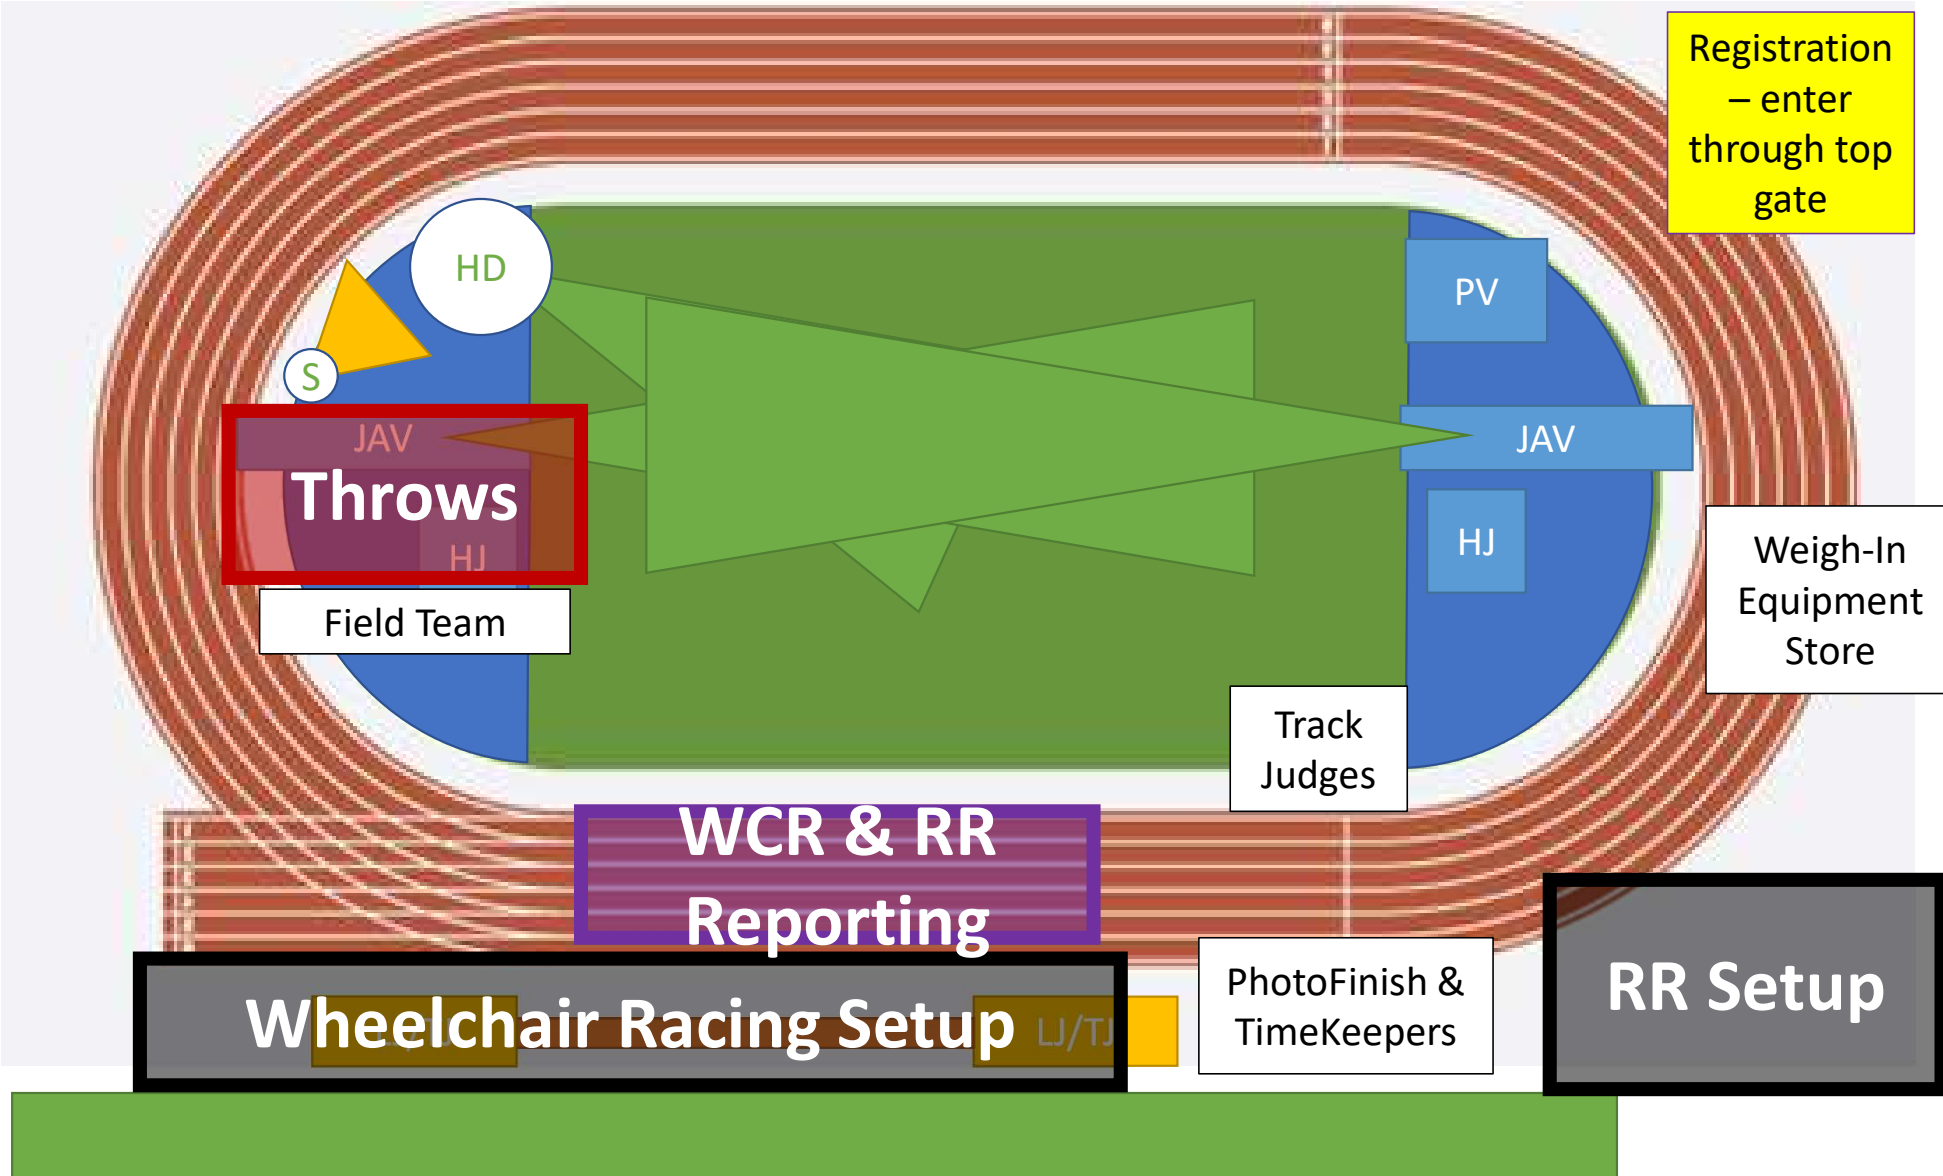 Registration
– enter
through top
gate
HD
PV
S
JAV
JAV
Throws
HJ
HJ
Field Team
Weigh-In
Equipment
Store
Track
Judges
WCR & RR
Reporting
PhotoFinish &
TimeKeepers
RR Setup
Wheelchair Racing Setup
LJ/TJ